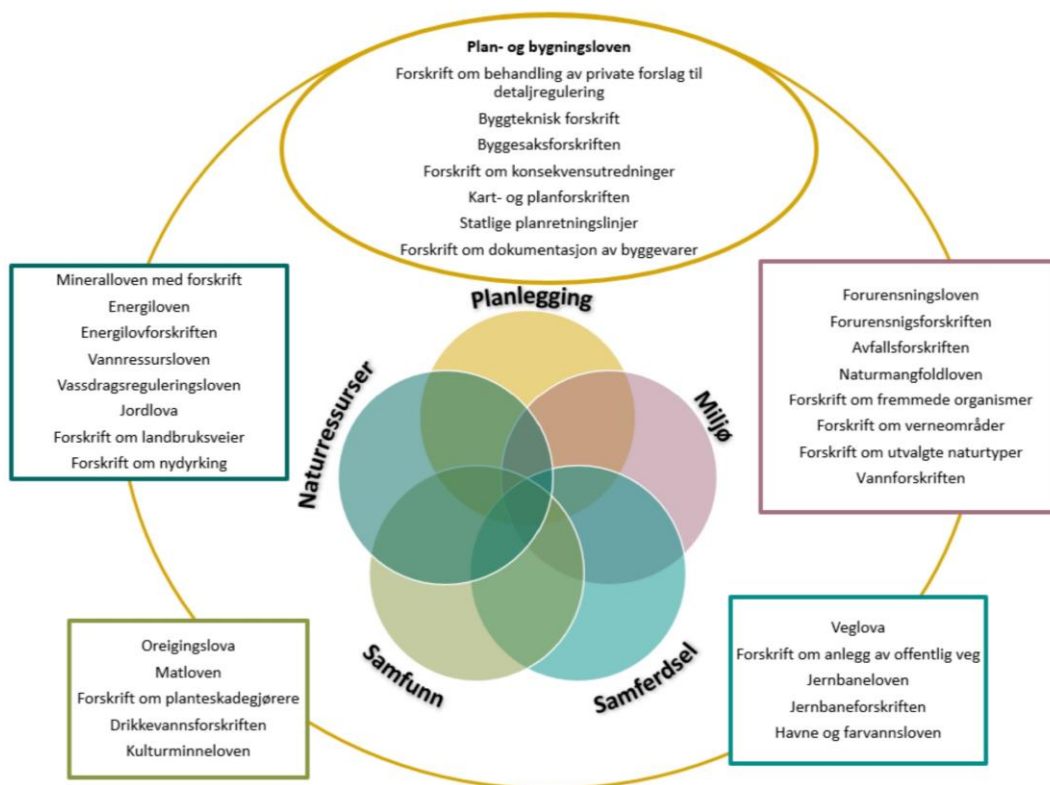 Plan- og bygningsloven
Forskrift om behandling av private forslag til
detaljregulering
Byggteknisk forskrift
Byggesaksforskriften
Forskrift om konsekvensutredninger
Kart- og planforskriften
Statlige planretningslinjer
Forskrift om dokumentasjon av byggevarer
Mineralloven med forskrift
Energiloven
Energilovforskriften
Vannressursloven
Vassdragsreguleringsloven
Jordlova
Forskrift om landbruksveier
Forskrift om nydyrking
Forurensningsloven
Forurensnigsforskriften
Avfallsforskriften
Naturmangfoldloven
Forskrift om fremmede organismer
Forskrift om verneområder
Forskrift om utvalgte naturtyper
Vannforskriften
Planlegging
Naturressurser
Miljø
Samfunn
Samferdsel
Oreigingslova
Matloven
Forskrift om planteskadegjørere
Drikkevannsforskriften
Kulturminneloven
Veglova
Forskrift om anlegg av offentlig veg
Jernbaneloven
Jernbaneforskriften
Havne og farvannsloven